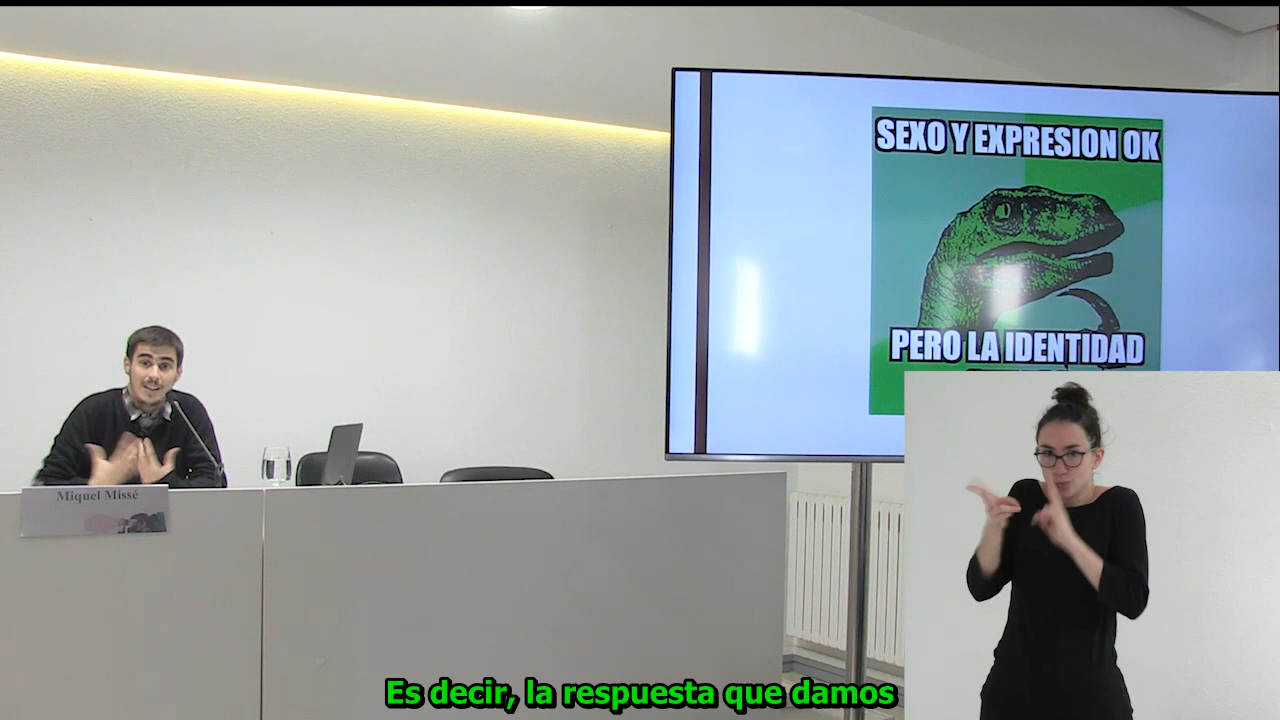 SEXO Y EXPRESION OK
PERO LA IDENTIDAD
Miquel Missé
Es decir, la respuesta que damos